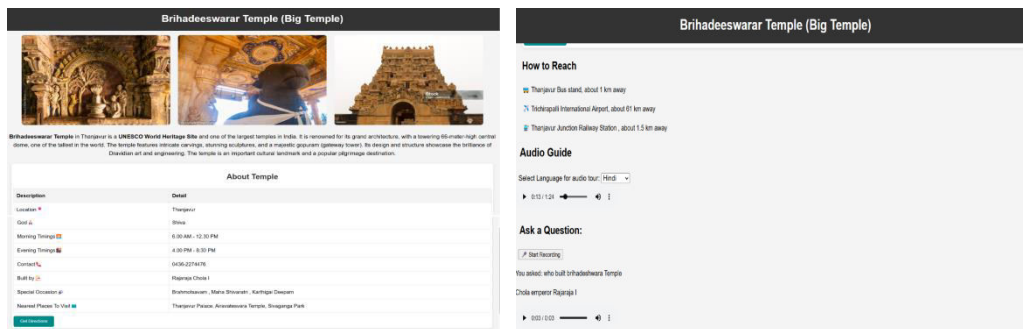 Brihadeeswarar Temple (Big Temple)
Brihadeeswarar Temple in Thanjavur is a UNESCO World Heritage Site and one of the largest temples in India. It is renowned for its grand architecture, with a towering 66-meter-high central
dome, one of the tallest in the world. The temple features intricate carvings, stunning sculptures, and a majestic gopuram (gateway tower). Its design and structure showcase the brilliance of
Dravidian art and engineering. The temple is an important cultural landmark and a popular pilgrimage destination.
About Temple
Description Detail
Location Thanjavur
God Shiva
Morning Timings 6.00 AM - 12.30 PM
Evening Timings 4.00 PM - 8.30 PM
Contact 0436-2274476
Built by Rajaraja Chola I
Special Occasion Brahmotsavam , Maha Shivaratri , Karthigai Deepam
Nearest Places To Visit Thanjavur Palace, Airavatesvara Temple, Sivaganga Park
Get Directions
Brihadeeswarar Temple (Big Temple)
How to Reach
Thanjavur Bus stand, about 1 km away
Trichirapalli International Airport, about 61 km away
Thanjavur Junction Railway Station , about 1.5 km away
Audio Guide
Select Language for audio tour: Hindi
0:13 / 1:24
Ask a Question:
Start Recording
You asked: who built brihadeshwara Temple
Chola emperor Rajaraja I
0:03 / 0:03